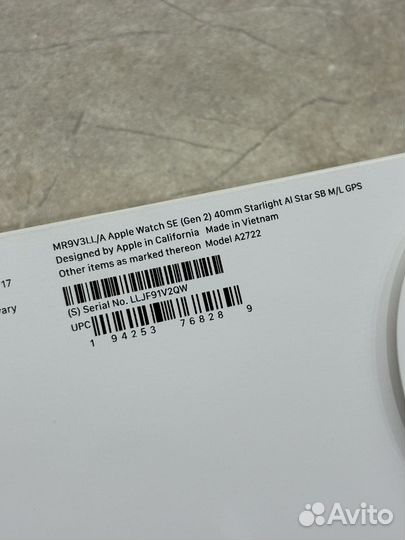 MR9V3LL/A Apple Watch SE (Gen 2) 40mm Starlight Al Star SB M/L GPS
Designed by Apple in California Made in Vietnam
Other items as marked thereon Model A2722
(S) Serial No. LLJF91V2QW
UPC
1 94253 76828 9
17
vary
Avito